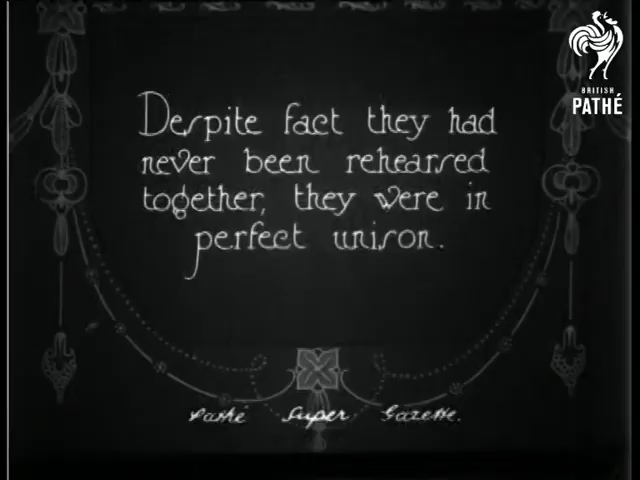 BRITISH
PATHÉ
Despite fact they had
never been rehearsed
together, they were in
perfect unison.
Pathé Super Gazette.